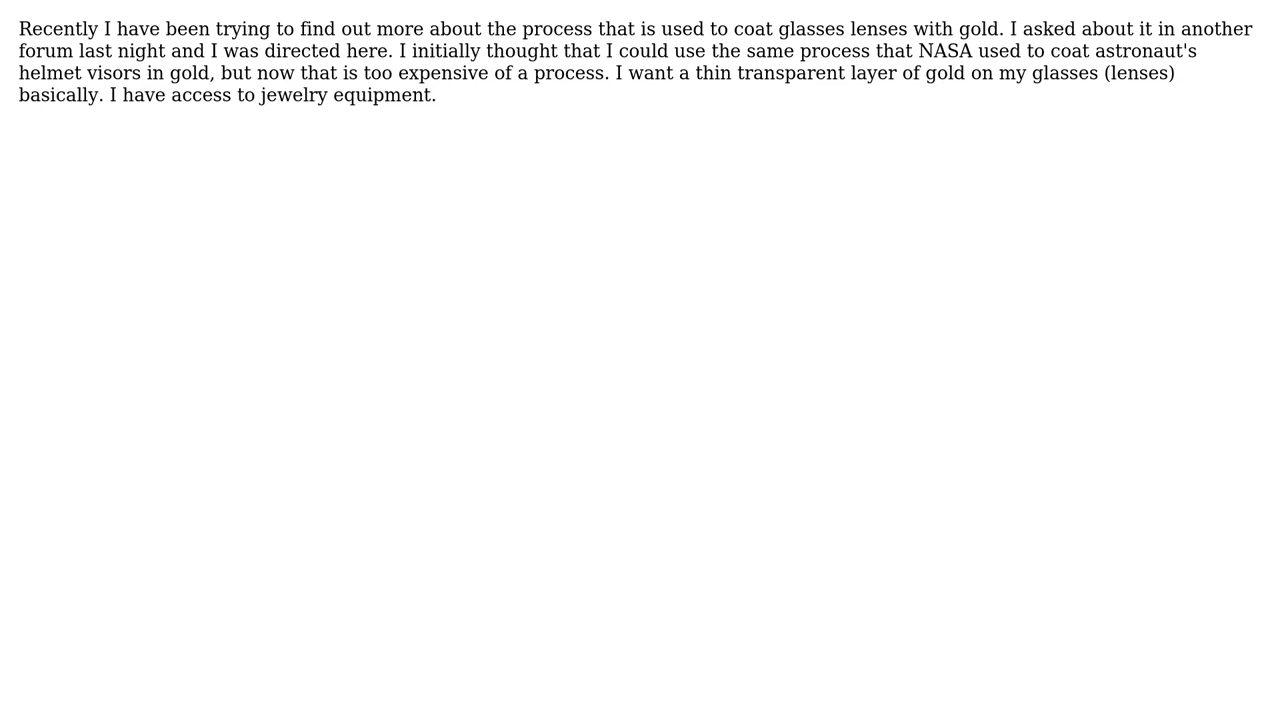 Recently I have been trying to find out more about the process that is used to coat glasses lenses with gold. I asked about it in another
forum last night and I was directed here. I initially thought that I could use the same process that NASA used to coat astronaut's
helmet visors in gold, but now that is too expensive of a process. I want a thin transparent layer of gold on my glasses (lenses)
basically. I have access to jewelry equipment.